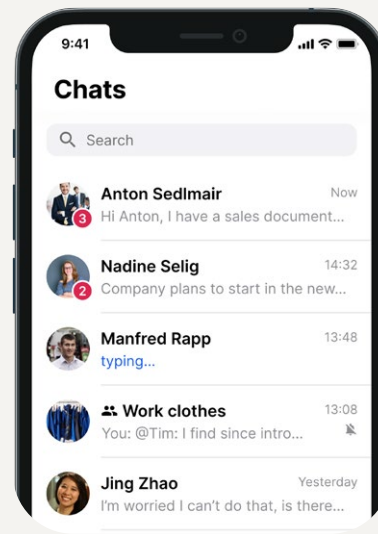 9:41
Chats
Search
Anton Sedlmair Now
3 Hi Anton, I have a sales document...
Nadine Selig 14:32
2 Company plans to start in the new...
Manfred Rapp 13:48
typing...
Work clothes 13:08
You: @Tim: I find since intro...
Jing Zhao Yesterday
I'm worried I can't do that, is there...